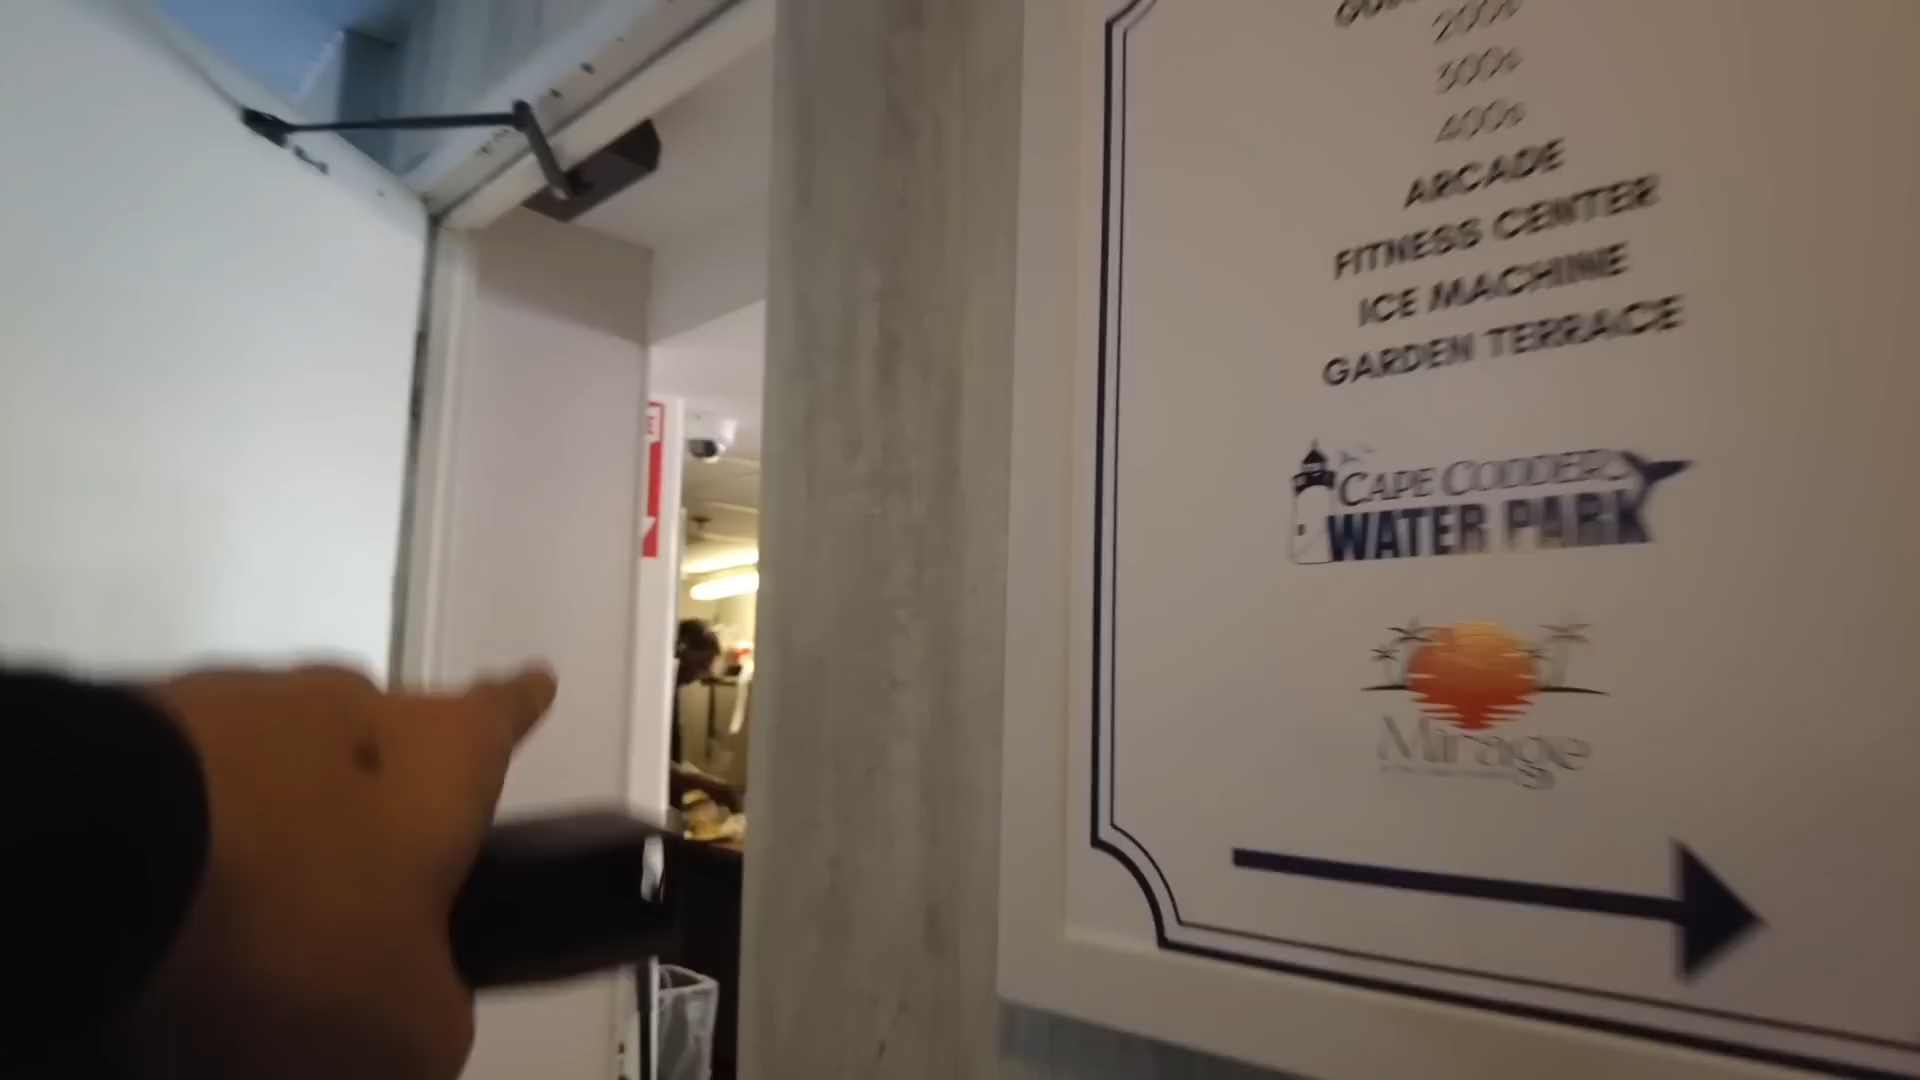 200s
300s
400s
ARCADE
FITNESS CENTER
ICE MACHINE
GARDEN TERRACE
CAPE CODDER
WATER PARK
Mirage